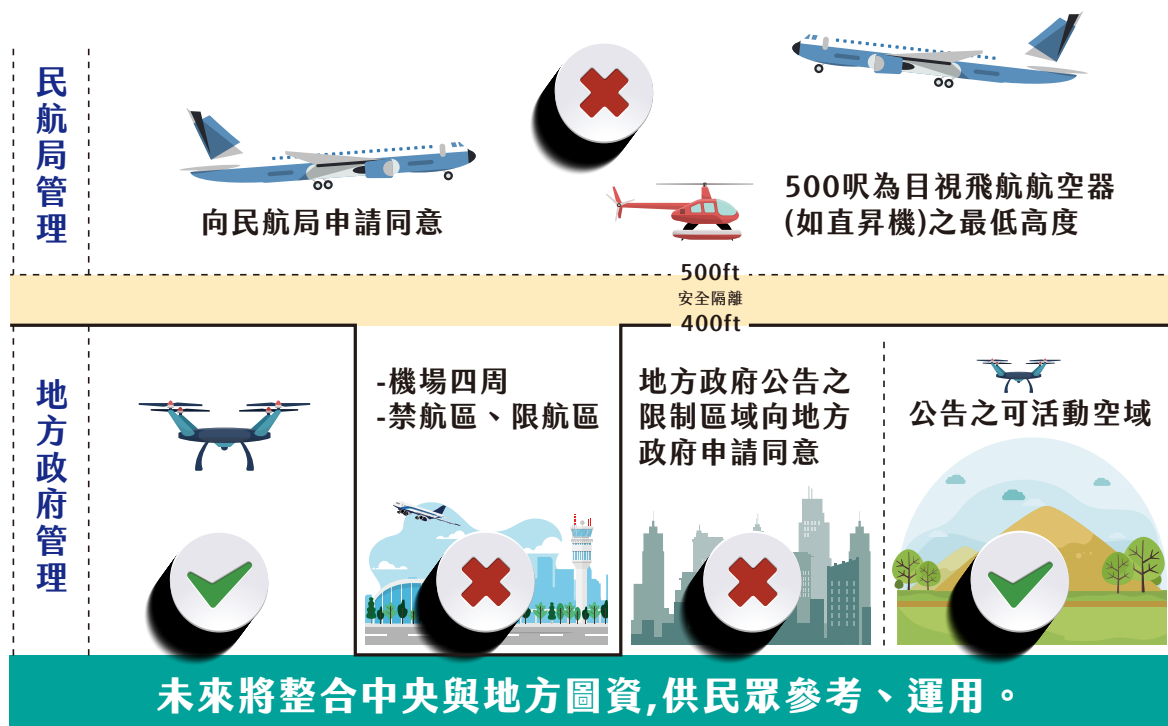 民航局管理
向民航局申請同意
500呎為目視飛航航空器
(如直昇機)之最低高度
500ft
安全隔離
400ft
地方政府管理
-機場四周
-禁航區、限航區
地方政府公告之
限制區域向地方
政府申請同意
公告之可活動空域
未來將整合中央與地方圖資,供民眾參考、運用。